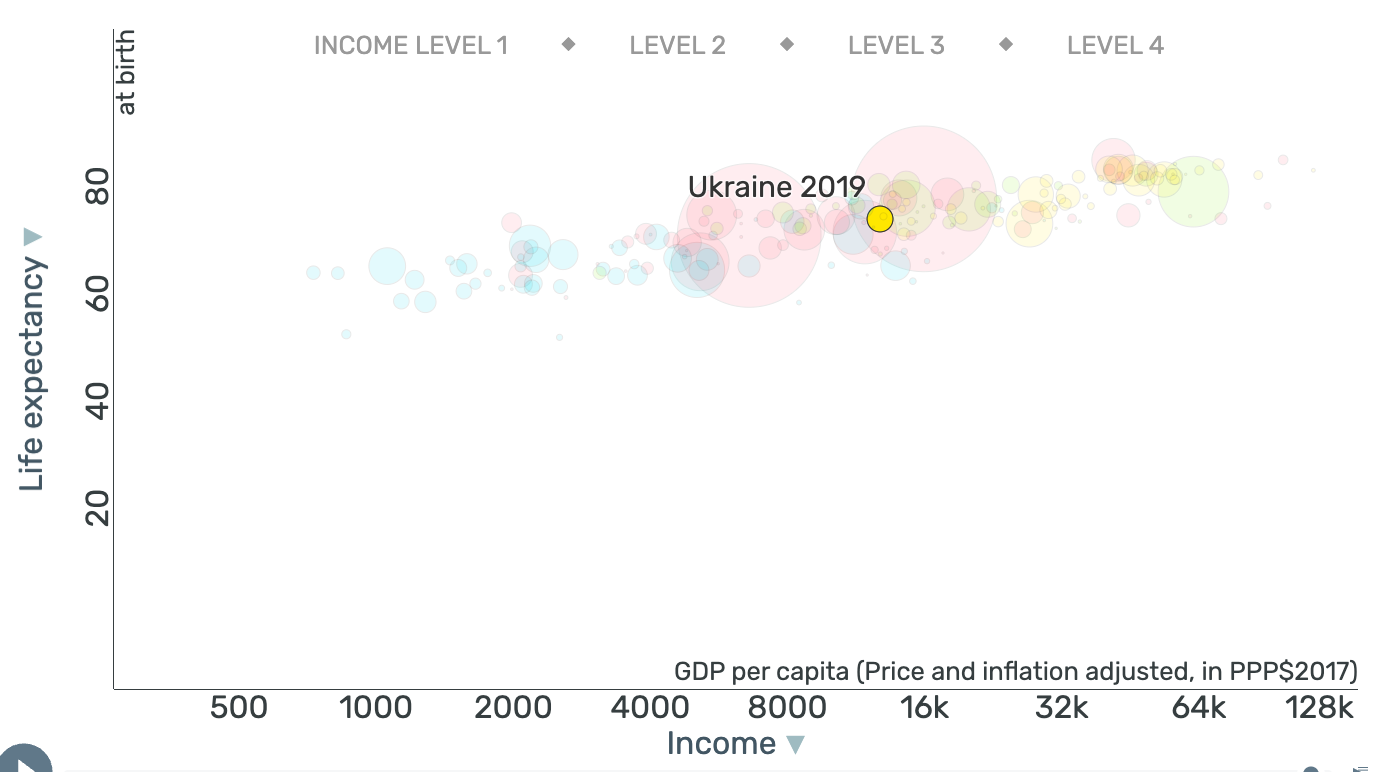 INCOME LEVEL 1 ◆ LEVEL 2 ◆ LEVEL 3 ◆ LEVEL 4
at birth
Life expectancy ▼
80
60
40
20
Ukraine 2019
GDP per capita (Price and inflation adjusted, in PPP$2017)
500 1000 2000 4000 8000 16k 32k 64k 128k
Income ▼